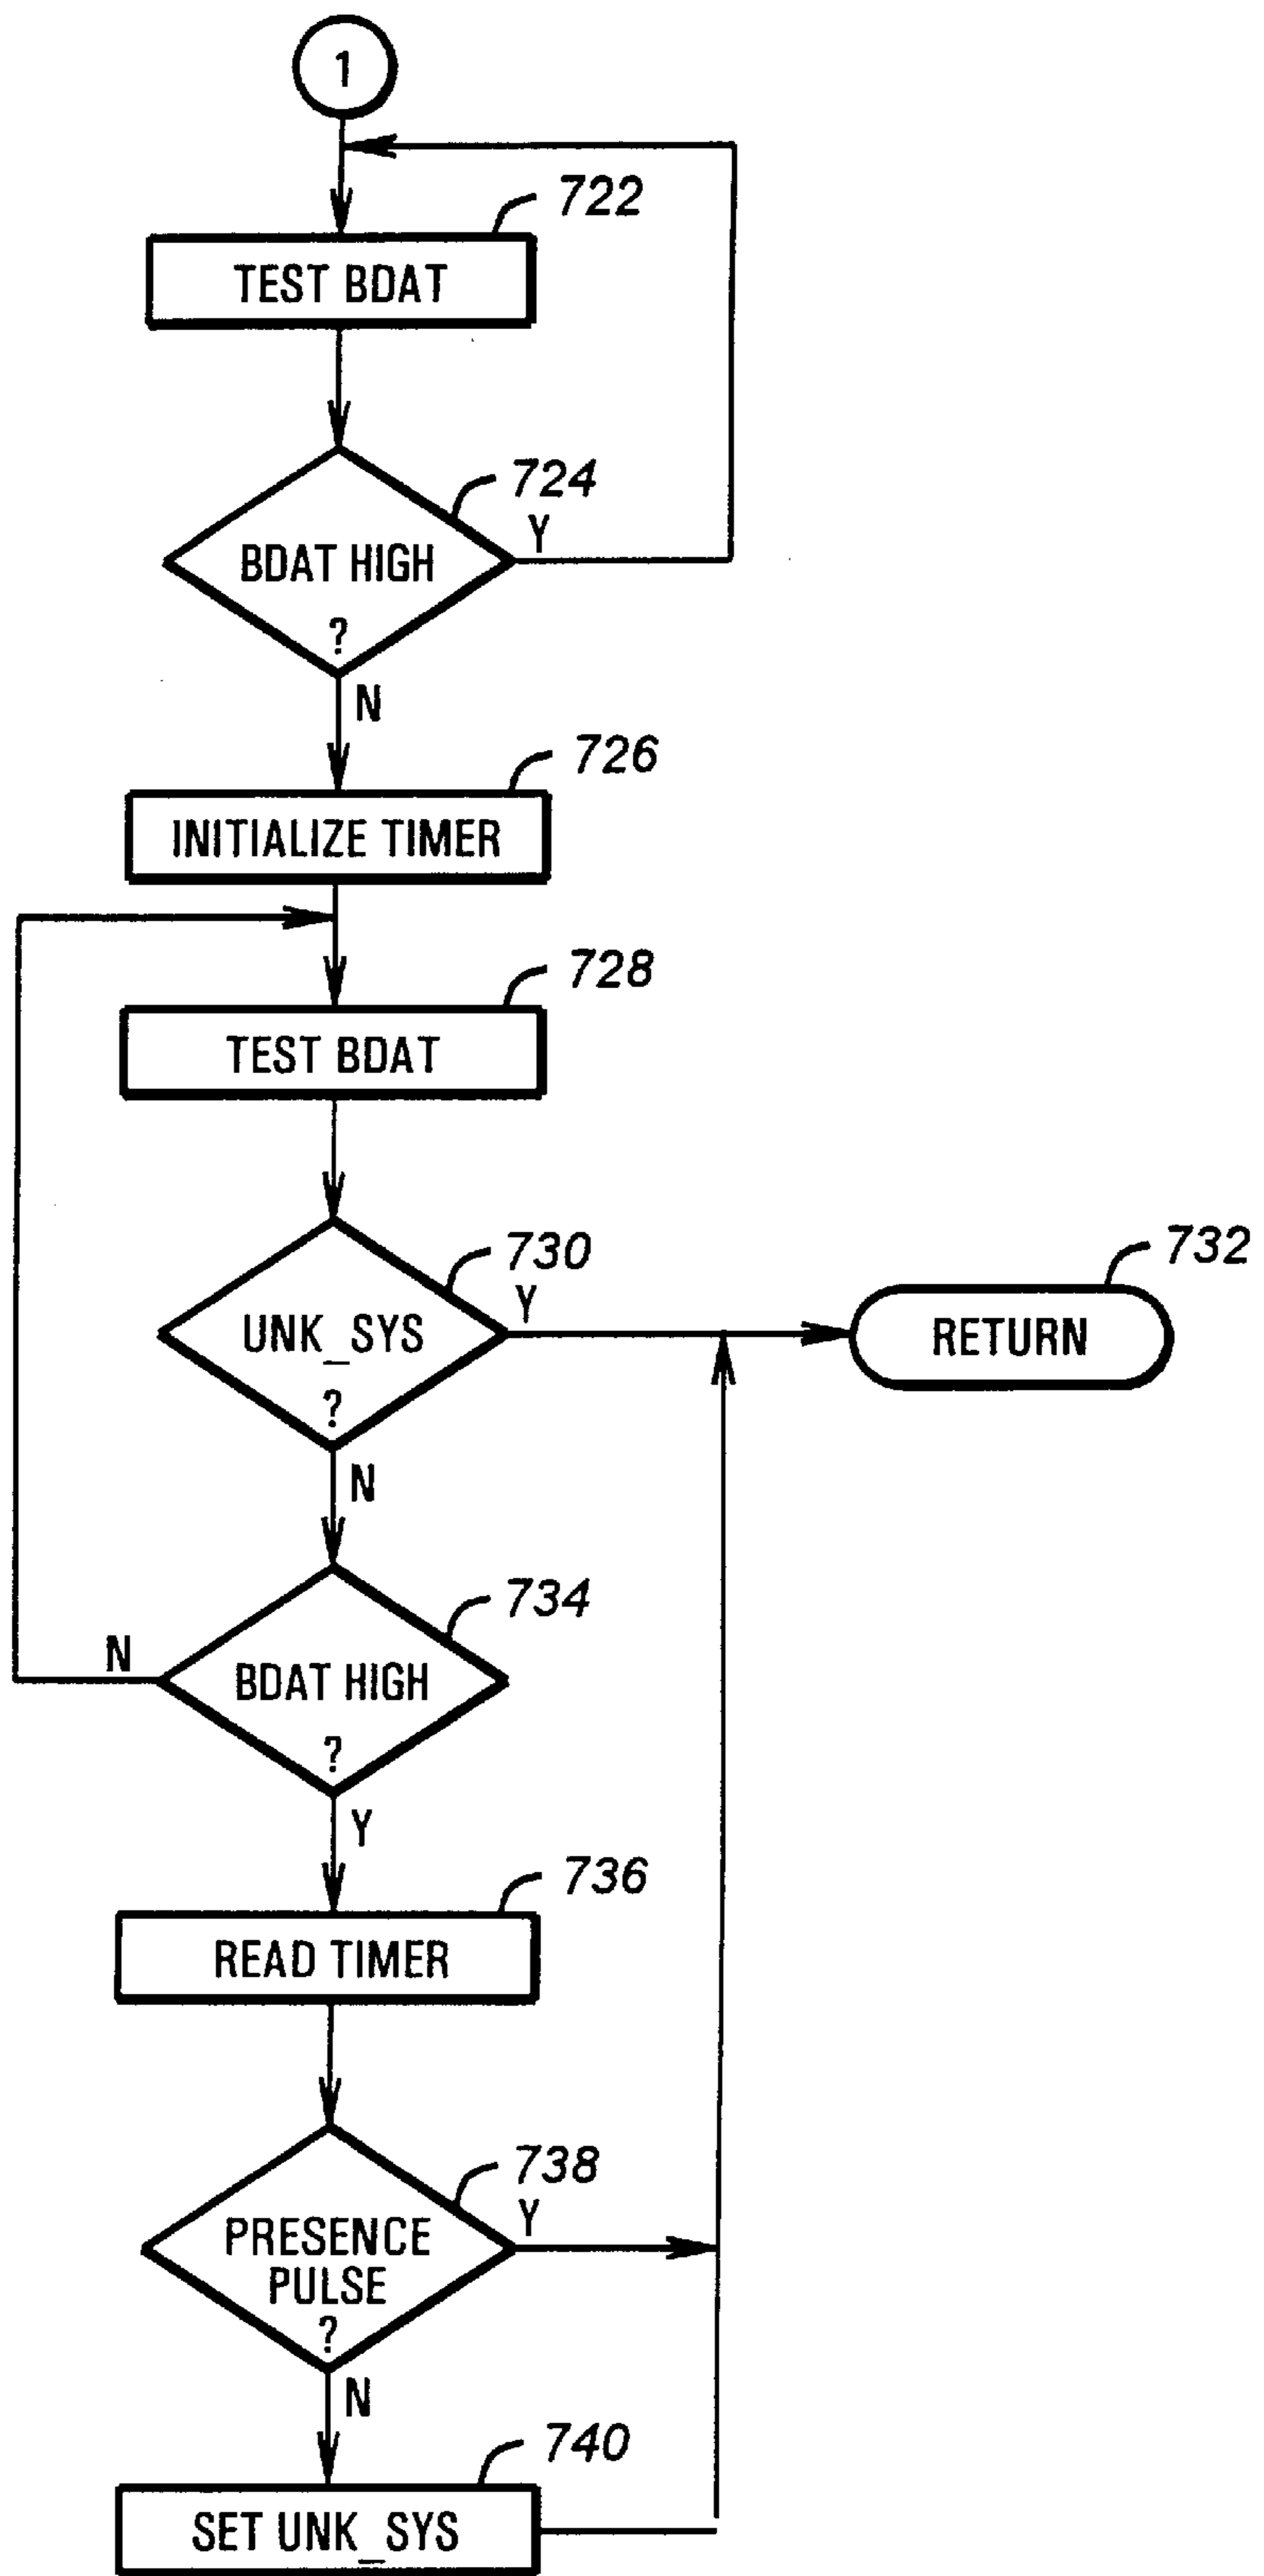 1
722
TEST BDAT
724
Y
BDAT HIGH
?
N
726
INITIALIZE TIMER
728
TEST BDAT
730
Y
UNK_SYS
?
N
732
RETURN
734
N
BDAT HIGH
?
Y
736
READ TIMER
738
Y
PRESENCE
PULSE
?
N
740
SET UNK_SYS